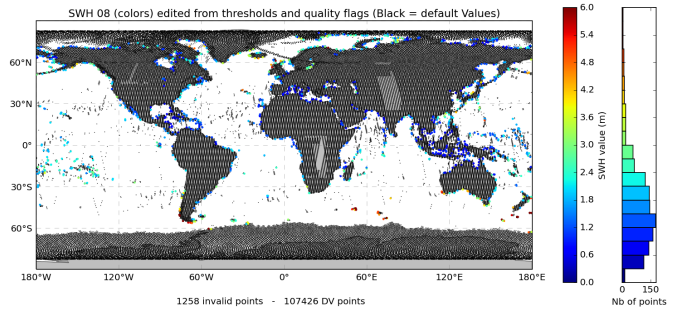 SWH 08 (colors) edited from thresholds and quality flags (Black = default Values)
60°N
30°N
0°
30°S
60°S
180°W 120°W 60°W 0° 60°E 120°E 180°E
1258 invalid points - 107426 DV points
6.0
5.4
4.8
4.2
3.6
3.0
2.4
1.8
1.2
0.6
0.0
SWH value (m)
0 150
Nb of points